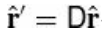 r̂′ = Dr̂